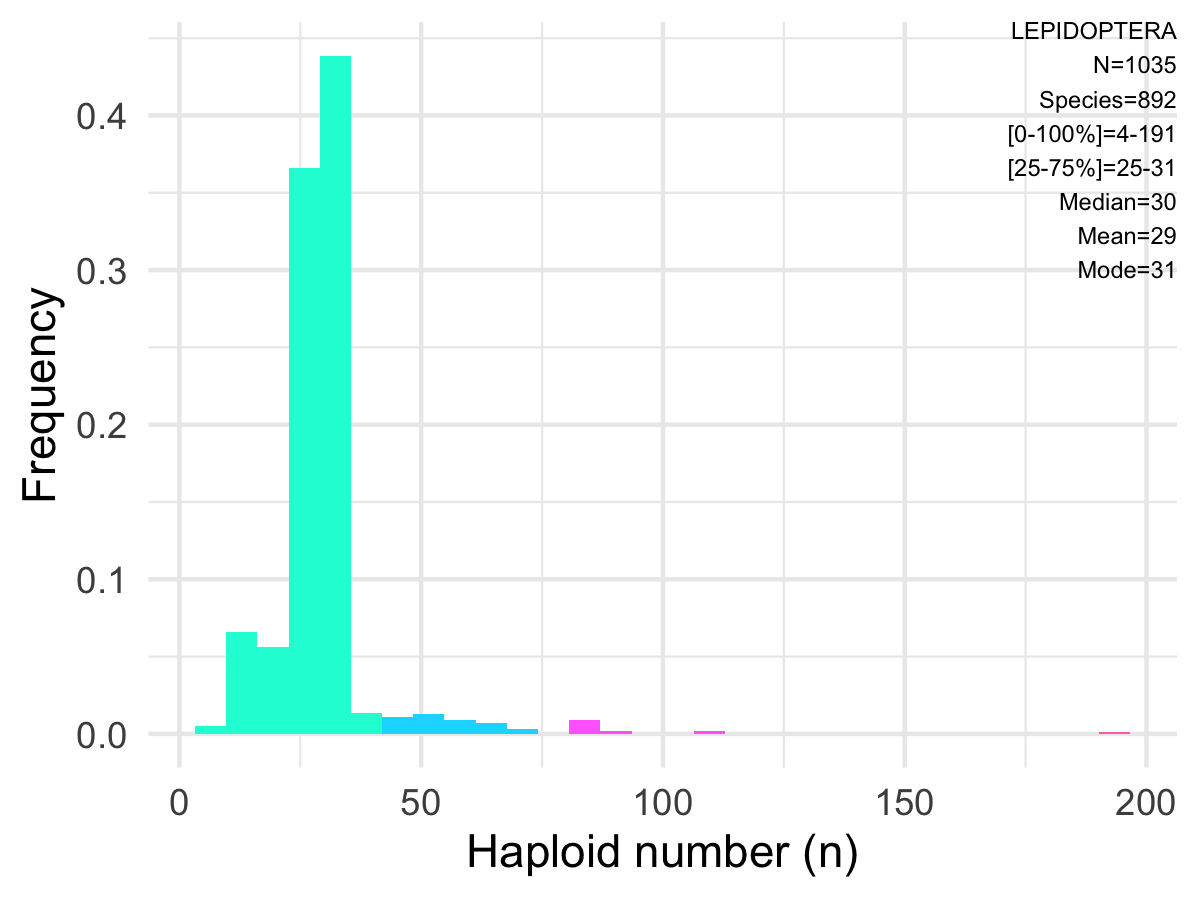 LEPIDOPTERA
N=1035
Species=892
[0-100%]=4-191
[25-75%]=25-31
Median=30
Mean=29
Mode=31
Frequency
0.4
0.3
0.2
0.1
0.0
0 50 100 150 200
Haploid number (n)